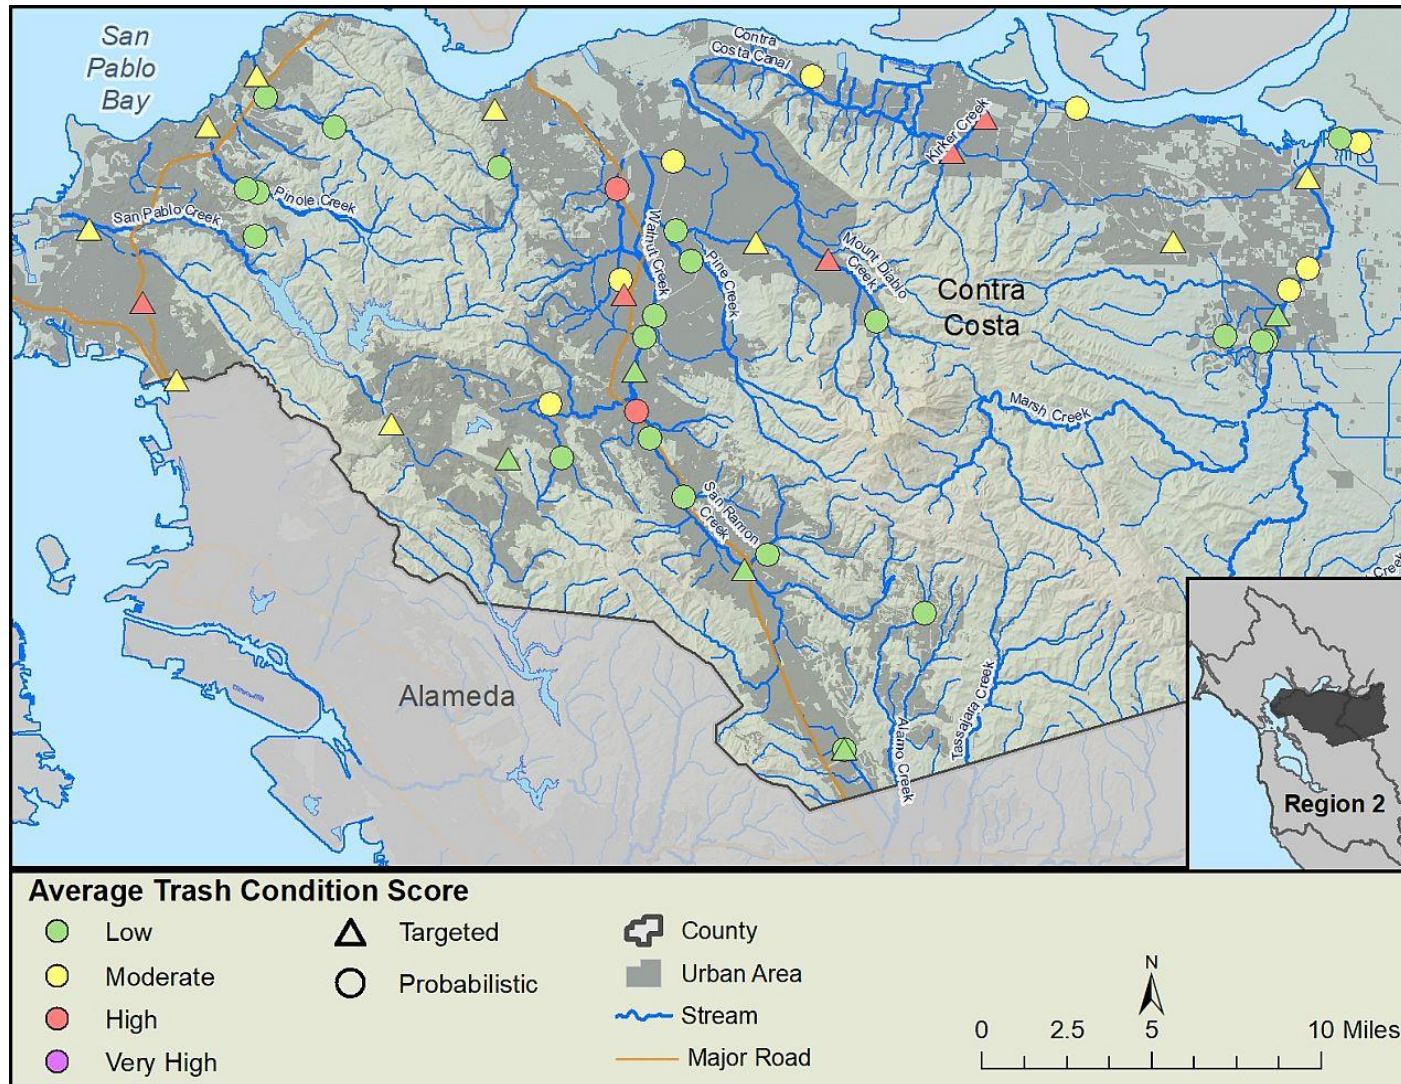 San
Pablo
Bay
Contra
Costa Canal
Kirker Creek
Pinole Creek
San Pablo Creek
Walnut Creek
Pine Creek
Mount Diablo
Creek
Contra
Costa
Marsh Creek
San Ramon
Creek
Creek
Alameda
Alamo Creek
Tassajara Creek
Region 2
Average Trash Condition Score
Low
Moderate
High
Very High
Targeted
Probabilistic
County
Urban Area
Stream
Major Road
N
0 2.5 5 10 Miles